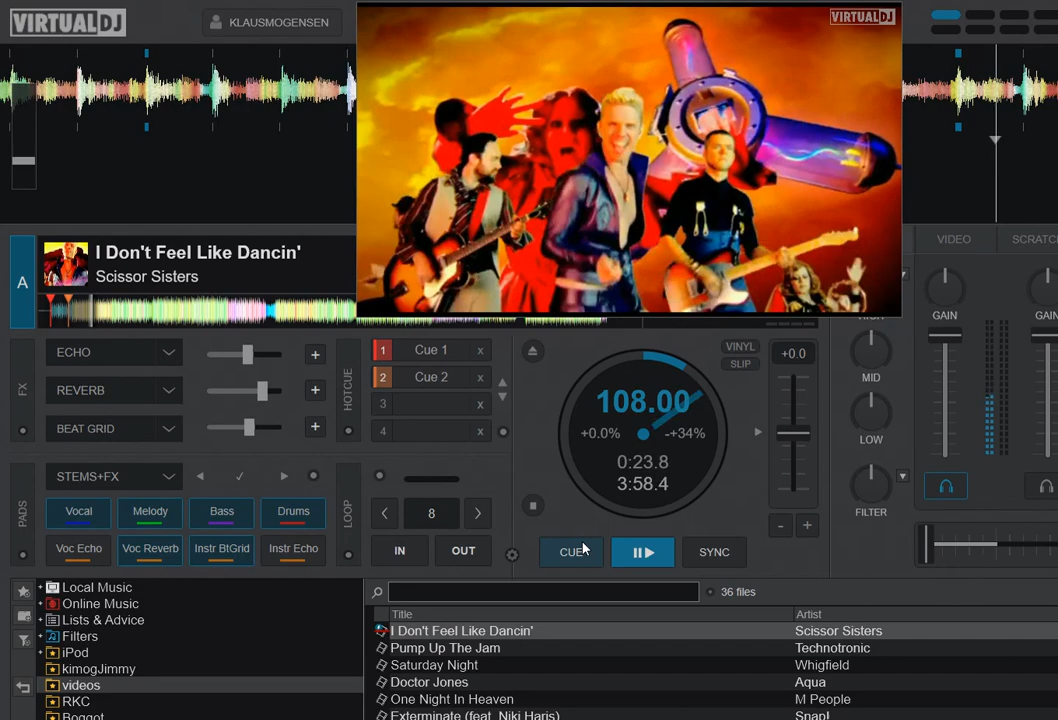 VIRTUALDJ
KLAUSMOGENSEN
VIRTUALDJ
A
I Don't Feel Like Dancin'
Scissor Sisters
VIDEO
SCRATCH
GAIN
GAIN
MID
LOW
FILTER
FX
ECHO
REVERB
BEAT GRID
HOTCUE
1 Cue 1 x
2 Cue 2 x
3 x
4 x
VINYL
SLIP
+0.0
108.00
+0.0% -+34%
0:23.8
3:58.4
PADS
STEMS+FX
Vocal Melody Bass Drums
Voc Echo Voc Reverb Instr BtGrid Instr Echo
LOOP
8
IN OUT
CUE
SYNC
- +
Local Music
Online Music
Lists & Advice
Filters
iPod
kimogJimmy
videos
RKC
Boggot
36 files
Title Artist
I Don't Feel Like Dancin' Scissor Sisters
Pump Up The Jam Technotronic
Saturday Night Whigfield
Doctor Jones Aqua
One Night In Heaven M People
Exterminate (feat. Niki Haris) Snap!